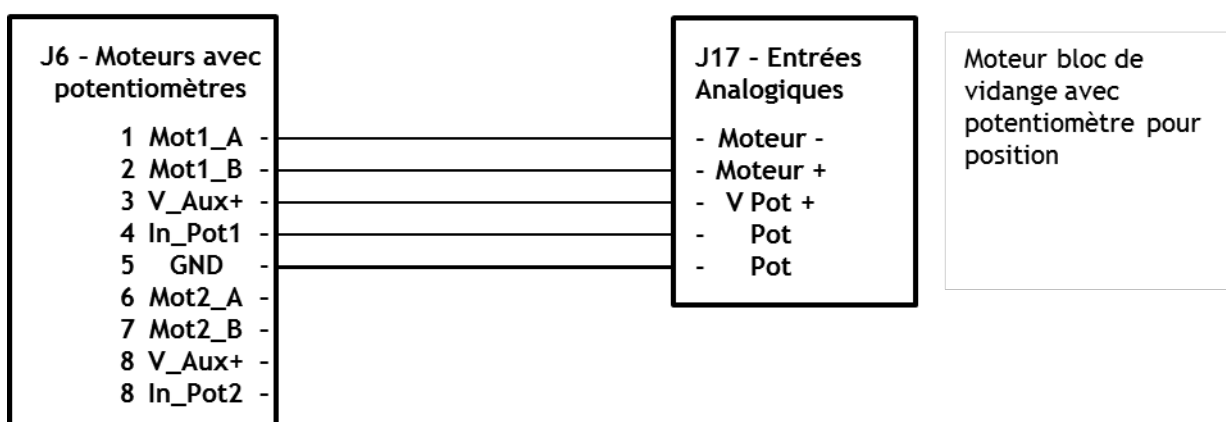 J6 - Moteurs avec
potentiomètres
1 Mot1_A -
2 Mot1_B -
3 V_Aux+ -
4 In_Pot1 -
5 GND -
6 Mot2_A -
7 Mot2_B -
8 V_Aux+ -
8 In_Pot2 -
J17 - Entrées
Analogiques
- Moteur -
- Moteur +
- V Pot +
- Pot
- Pot
Moteur bloc de
vidange avec
potentiomètre pour
position